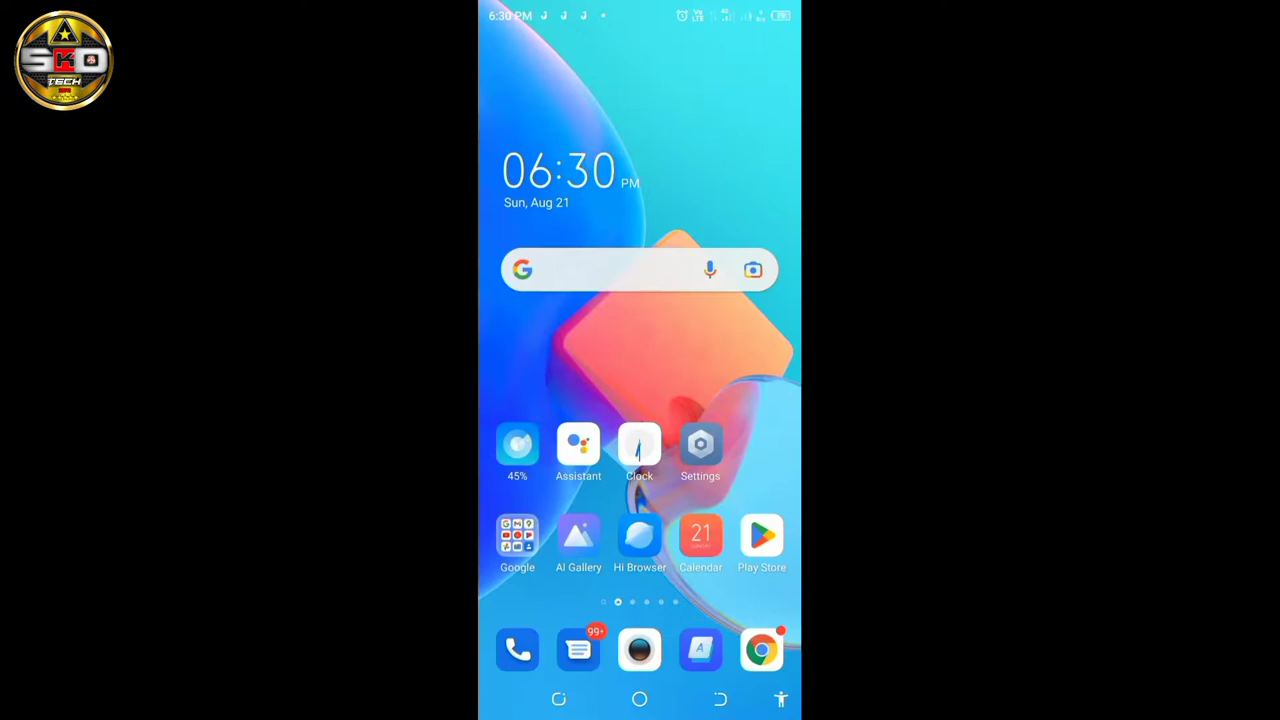 SKO
TECH
6:30 PM
06:30 PM
Sun, Aug 21
45%
Assistant
Clock
Settings
21
Google
AI Gallery
Hi Browser
Calendar
Play Store
99+